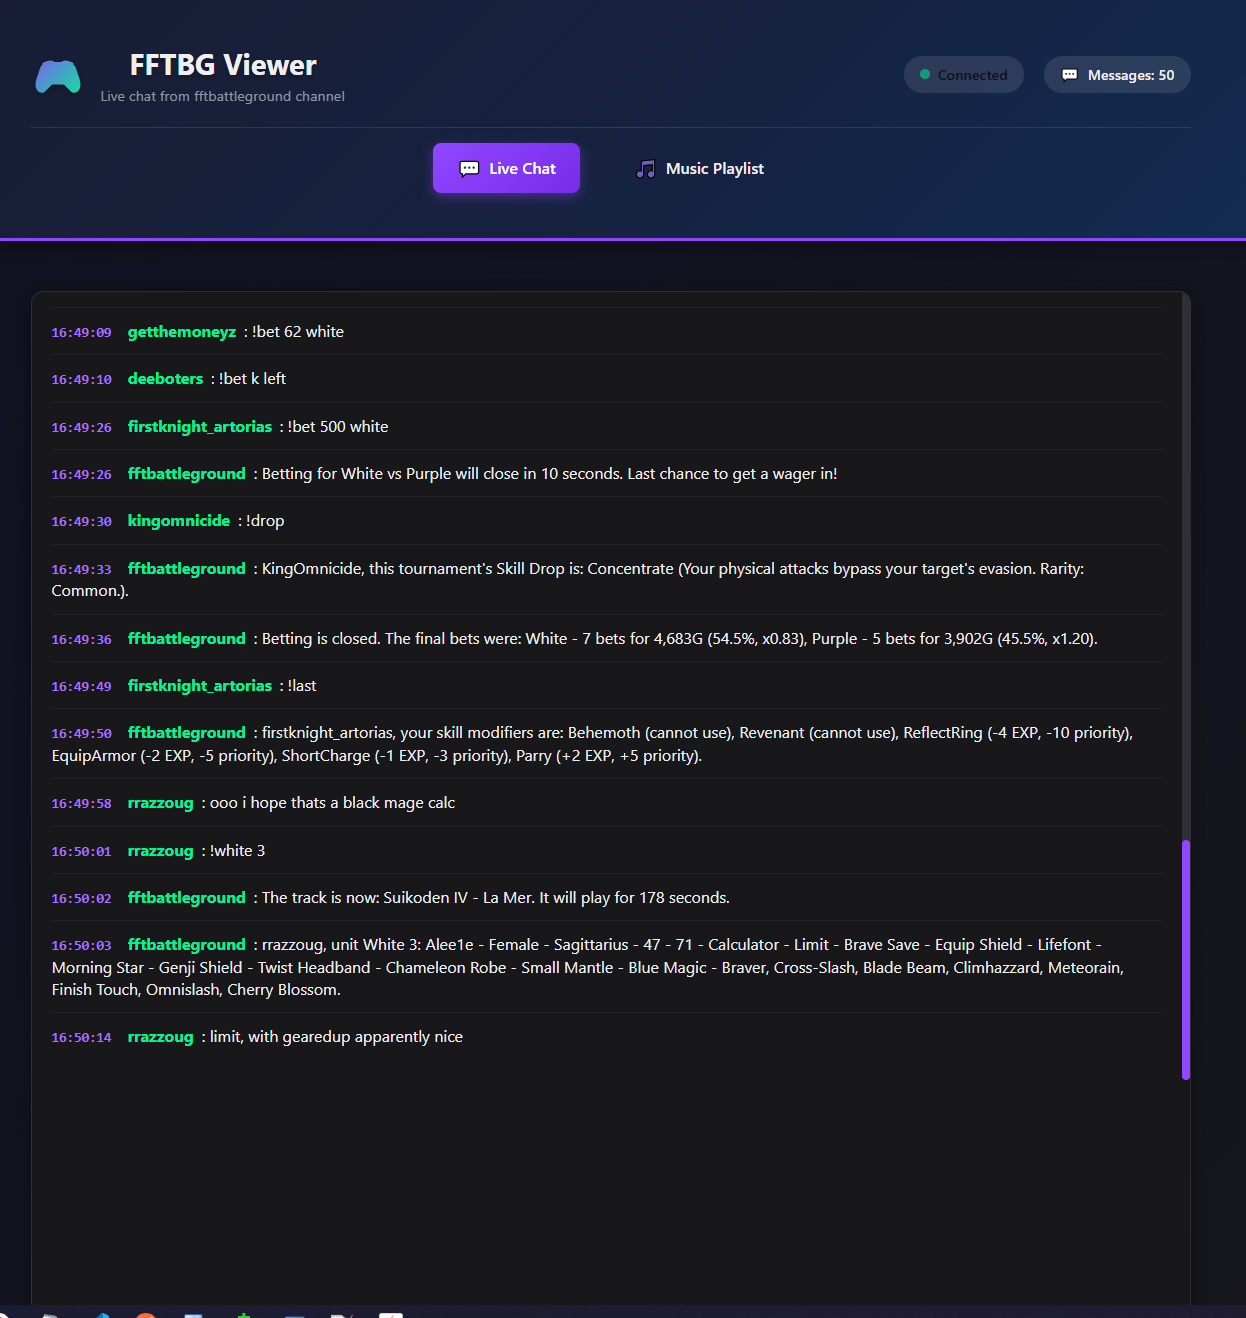 FFTBG Viewer
Live chat from fftbattleground channel
Connected
Messages: 50
Live Chat
Music Playlist
16:49:09 getthemoneyz : !bet 62 white
16:49:10 deeboters : !bet k left
16:49:26 firstknight_artorias : !bet 500 white
16:49:26 fftbattleground : Betting for White vs Purple will close in 10 seconds. Last chance to get a wager in!
16:49:30 kingomnicide : !drop
16:49:33 fftbattleground : KingOmnicide, this tournament's Skill Drop is: Concentrate (Your physical attacks bypass your target's evasion. Rarity:
Common.).
16:49:36 fftbattleground : Betting is closed. The final bets were: White - 7 bets for 4,683G (54.5%, x0.83), Purple - 5 bets for 3,902G (45.5%, x1.20).
16:49:49 firstknight_artorias : !last
16:49:50 fftbattleground : firstknight_artorias, your skill modifiers are: Behemoth (cannot use), Revenant (cannot use), ReflectRing (-4 EXP, -10 priority),
EquipArmor (-2 EXP, -5 priority), ShortCharge (-1 EXP, -3 priority), Parry (+2 EXP, +5 priority).
16:49:58 rrazzoug : ooo i hope thats a black mage calc
16:50:01 rrazzoug : !white 3
16:50:02 fftbattleground : The track is now: Suikoden IV - La Mer. It will play for 178 seconds.
16:50:03 fftbattleground : rrazzoug, unit White 3: Alee1e - Female - Sagittarius - 47 - 71 - Calculator - Limit - Brave Save - Equip Shield - Lifefont -
Morning Star - Genji Shield - Twist Headband - Chameleon Robe - Small Mantle - Blue Magic - Braver, Cross-Slash, Blade Beam, Climhazzard, Meteorain,
Finish Touch, Omnislash, Cherry Blossom.
16:50:14 rrazzoug : limit, with gearedup apparently nice